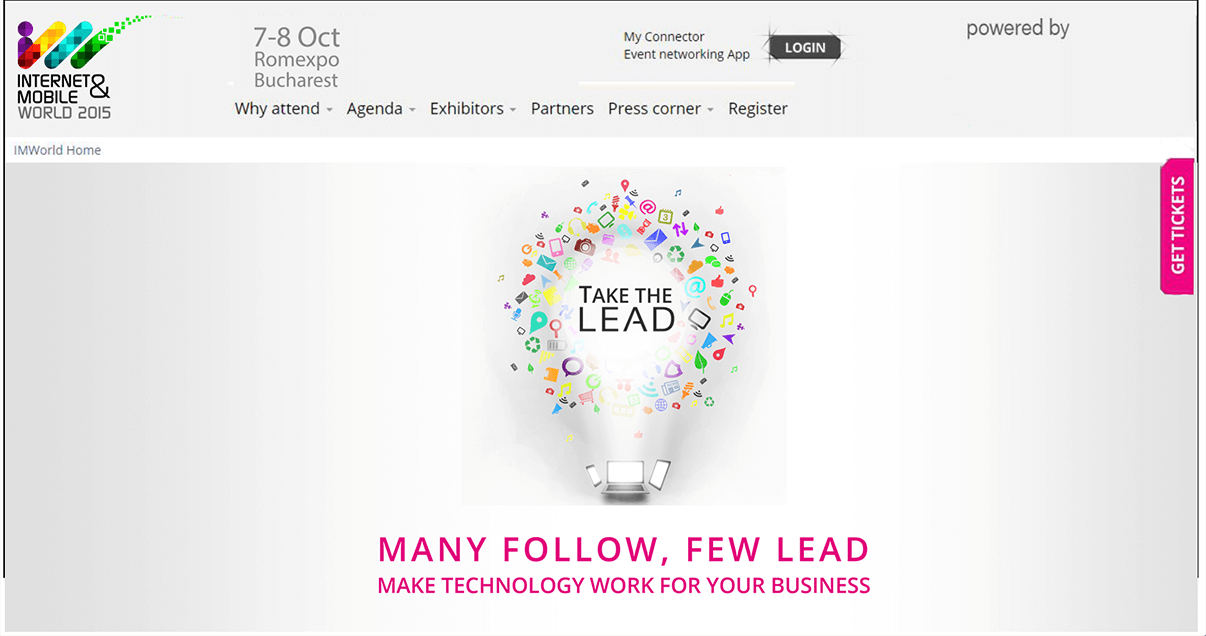 INTERNET &
MOBILE
WORLD 2015
7-8 Oct
Romexpo
Bucharest
My Connector
Event networking App
LOGIN
powered by
Why attend Agenda Exhibitors Partners Press corner Register
IMWorld Home
GET TICKETS
3
TAKE THE
LEAD
MANY FOLLOW, FEW LEAD
MAKE TECHNOLOGY WORK FOR YOUR BUSINESS